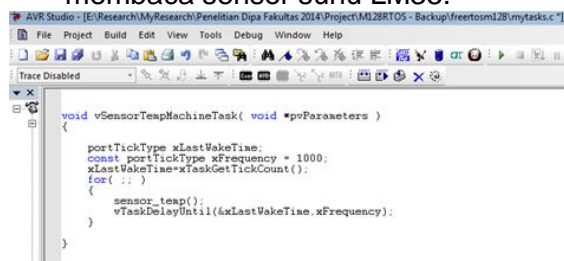 membaca sensor suhu LM35.
AVR Studio - [E:\Research\MyResearch\Penelitian Dipa Fakultas 2014\Project\M128RTOS - Backup\freertosm128\mytasks.c *]
File Project Build Edit View Tools Debug Window Help
Trace Disabled
void vSensorTempMachineTask( void *pvParameters )
{
portTickType xLastWakeTime;
const portTickType xFrequency = 1000;
xLastWakeTime=xTaskGetTickCount();
for( ;; )
{
sensor_temp();
vTaskDelayUntil(&xLastWakeTime,xFrequency);
}
}